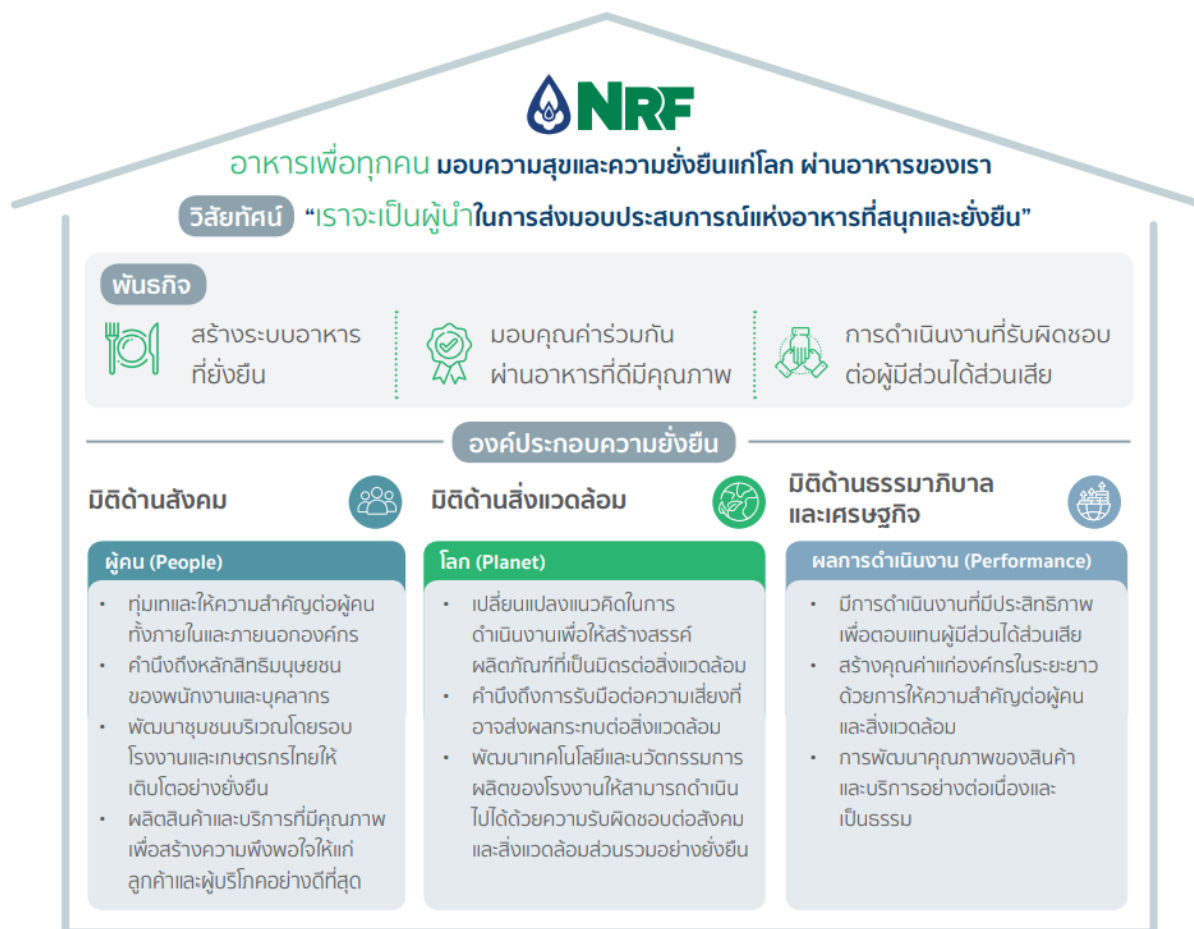 NRF
อาหารเพื่อทุกคน มอบความสุขและความยั่งยืนแก่โลก ผ่านอาหารของเรา
วิสัยทัศน์ “เราจะเป็นผู้นำในการส่งมอบประสบการณ์แห่งอาหารที่สนุกและยั่งยืน”
พันธกิจ
สร้างระบบอาหาร
ที่ยั่งยืน
มอบคุณค่าร่วมกัน
ผ่านอาหารที่ดีมีคุณภาพ
การดำเนินงานที่รับผิดชอบ
ต่อผู้มีส่วนได้ส่วนเสีย
องค์ประกอบความยั่งยืน
มิติด้านสังคม
ผู้คน (People)
• ทุ่มเทและให้ความสำคัญต่อผู้คน
ทั้งภายในและภายนอกองค์กร
• คำนึงถึงหลักสิทธิมนุษยชน
ของพนักงานและบุคลากร
• พัฒนาชุมชนบริเวณโดยรอบ
โรงงานและเกษตรกรไทยให้
เติบโตอย่างยั่งยืน
• ผลิตสินค้าและบริการที่มีคุณภาพ
เพื่อสร้างความพึงพอใจให้แก่
ลูกค้าและผู้บริโภคอย่างดีที่สุด
มิติด้านสิ่งแวดล้อม
โลก (Planet)
• เปลี่ยนแปลงแนวคิดในการ
ดำเนินงานเพื่อให้สร้างสรรค์
ผลิตภัณฑ์ที่เป็นมิตรต่อสิ่งแวดล้อม
• คำนึงถึงการรับมือต่อความเสี่ยงที่
อาจส่งผลกระทบต่อสิ่งแวดล้อม
• พัฒนาเทคโนโลยีและนวัตกรรมการ
ผลิตของโรงงานให้สามารถดำเนิน
ไปได้ด้วยความรับผิดชอบต่อสังคม
และสิ่งแวดล้อมส่วนรวมอย่างยั่งยืน
มิติด้านธรรมาภิบาล
และเศรษฐกิจ
ผลการดำเนินงาน (Performance)
• มีการดำเนินงานที่มีประสิทธิภาพ
เพื่อตอบแทนผู้มีส่วนได้ส่วนเสีย
• สร้างคุณค่าแก่องค์กรในระยะยาว
ด้วยการให้ความสำคัญต่อผู้คน
และสิ่งแวดล้อม
• การพัฒนาคุณภาพของสินค้า
และบริการอย่างต่อเนื่องและ
เป็นธรรม